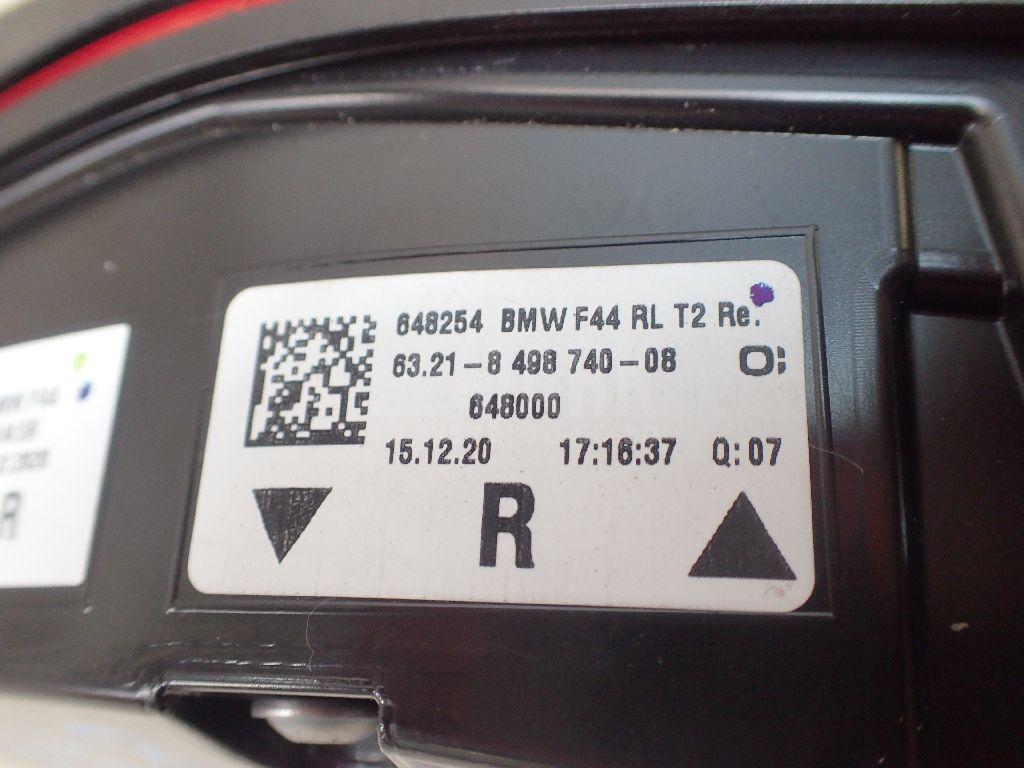 648254 BMW F44 RL T2 Re.
63.21-8 498 740-08 O:
648000
15.12.20 17:16:37 Q: 07
R
R